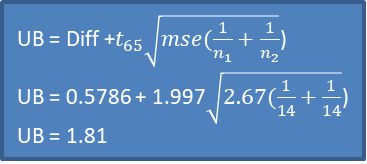 UB = Diff +t₆₅√mse(1/n₁ + 1/n₂)
UB = 0.5786 + 1.997√2.67(1/14 + 1/14)
UB = 1.81